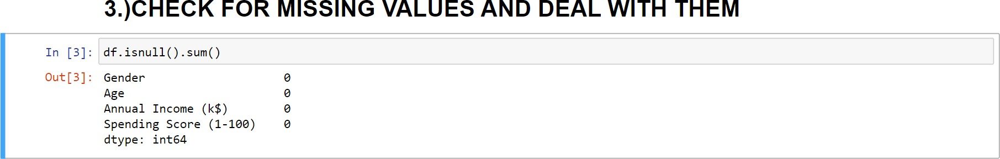 3.)CHECK FOR MISSING VALUES AND DEAL WITH THEM
In [3]: df.isnull().sum()
Out[3]: Gender 0
Age 0
Annual Income (k$) 0
Spending Score (1-100) 0
dtype: int64